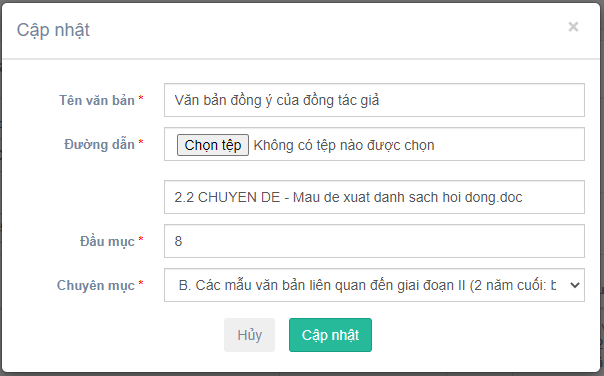 Cập nhật
×
Tên văn bản *
Văn bản đồng ý của đồng tác giả
Đường dẫn *
Chọn tệp Không có tệp nào được chọn
2.2 CHUYEN DE - Mau de xuat danh sach hoi dong.doc
Đầu mục *
8
Chuyên mục *
B. Các mẫu văn bản liên quan đến giai đoạn II (2 năm cuối: b
Hủy
Cập nhật